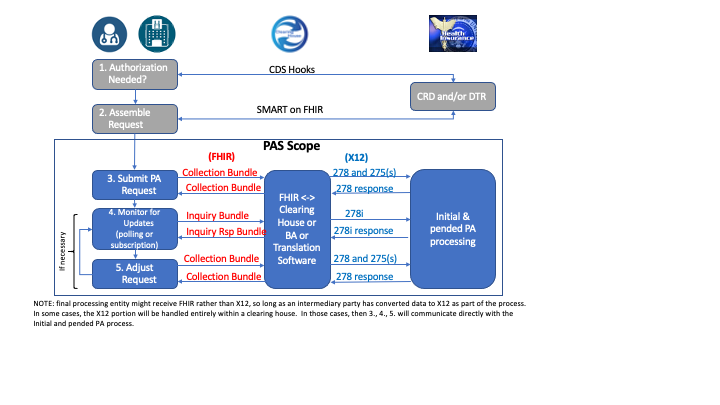 Health
Insurance
1. Authorization
Needed?
CDS Hooks
CRD and/or DTR
2. Assemble
Request
SMART on FHIR
PAS Scope
(FHIR)
(X12)
3. Submit PA
Request
Collection Bundle
Collection Bundle
278 and 275(s)
278 response
4. Monitor for
Updates
(polling or
subscription)
Inquiry Bundle
Inquiry Rsp Bundle
278i
278i response
FHIR <->
Clearing
House or
BA or
Translation
Software
Initial &
pended PA
processing
If necessary
5. Adjust
Request
Collection Bundle
Collection Bundle
278 and 275(s)
278 response
NOTE: final processing entity might receive FHIR rather than X12, so long as an intermediary party has converted data to X12 as part of the process.
In some cases, the X12 portion will be handled entirely within a clearing house. In those cases, then 3., 4., 5. will communicate directly with the
Initial and pended PA process.